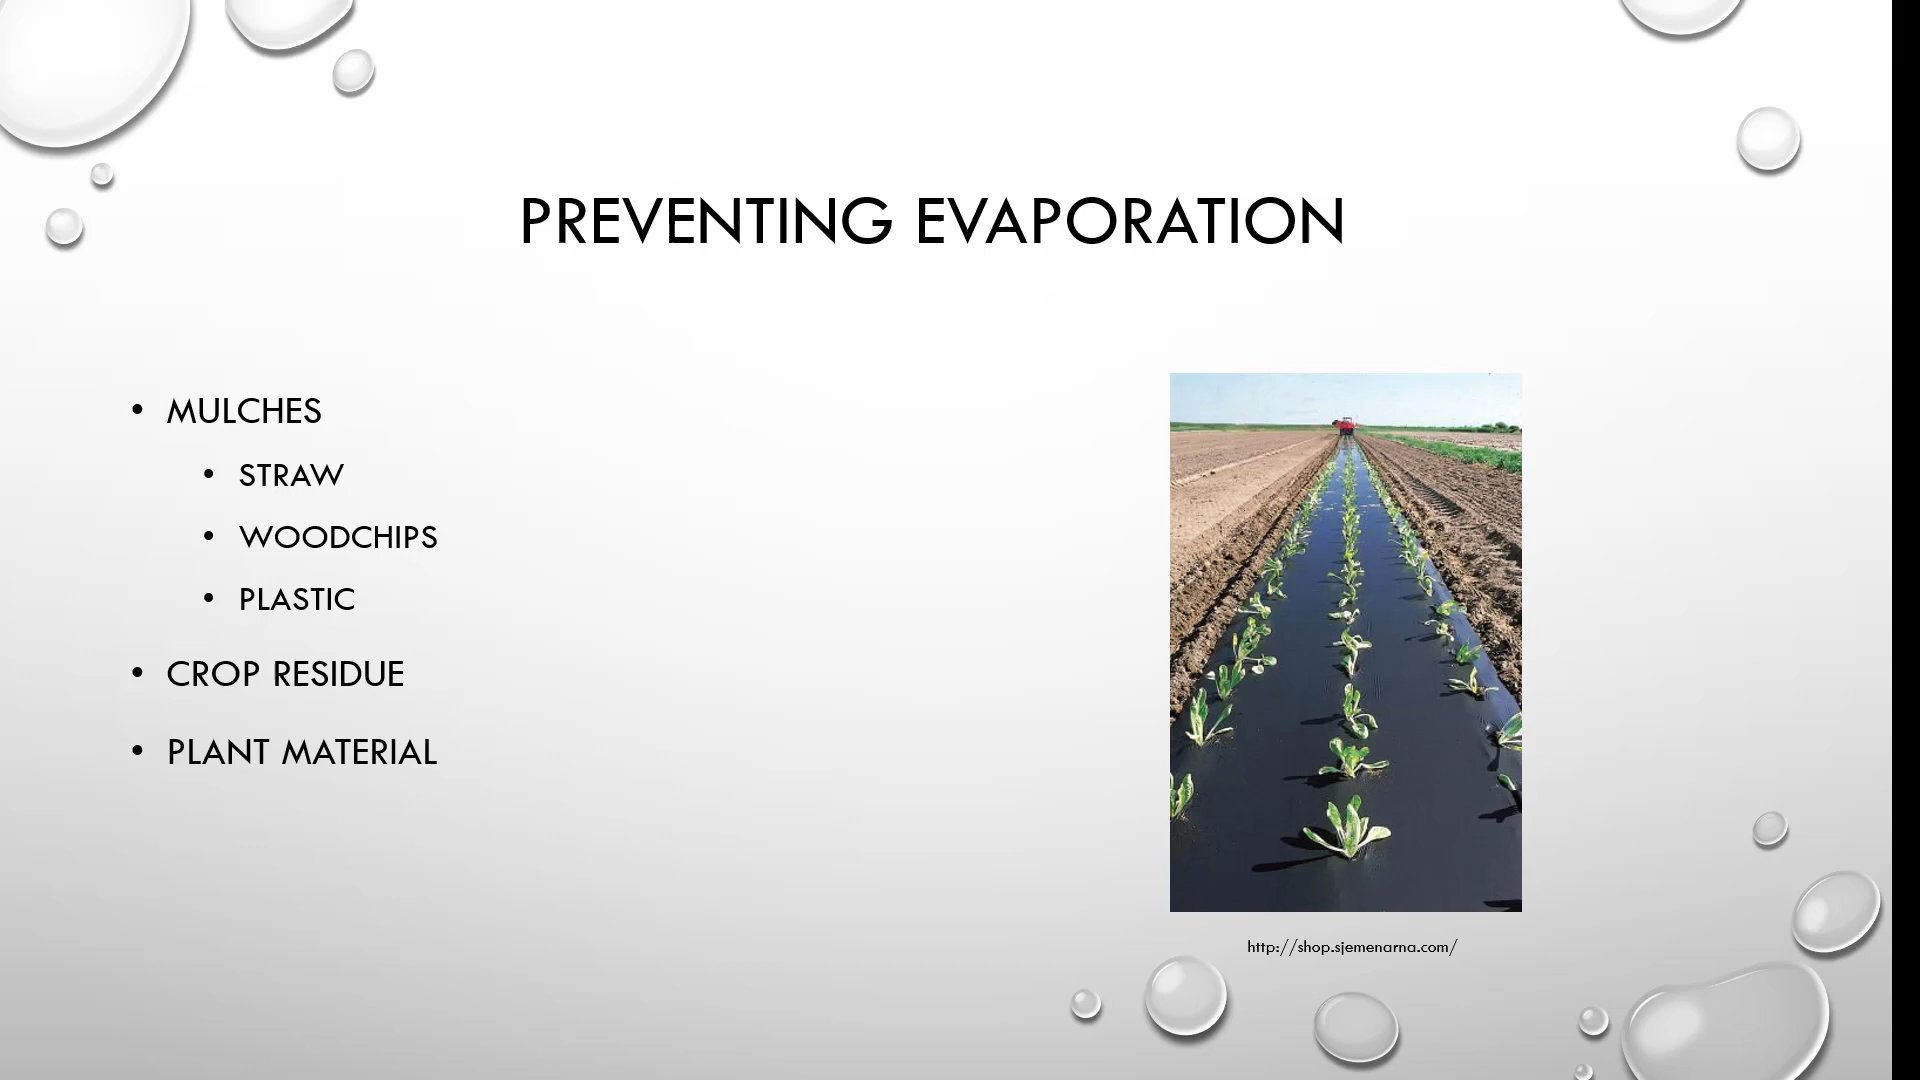 PREVENTING EVAPORATION
• MULCHES
• STRAW
• WOODCHIPS
• PLASTIC
• CROP RESIDUE
• PLANT MATERIAL
http://shop.sjemenarna.com/